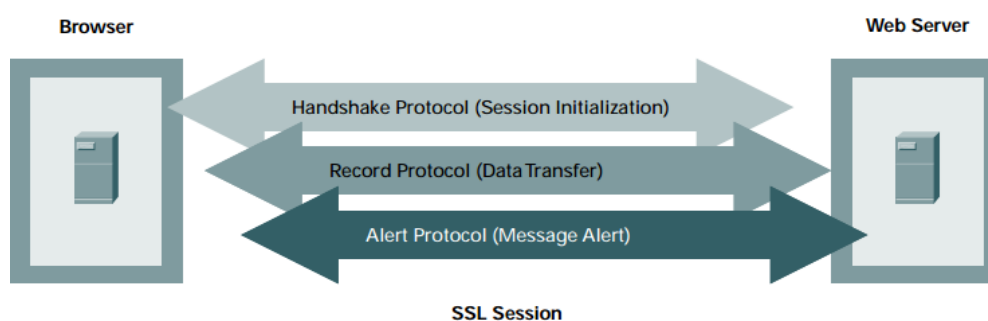 Browser
Web Server
Handshake Protocol (Session Initialization)
Record Protocol (Data Transfer)
Alert Protocol (Message Alert)
SSL Session